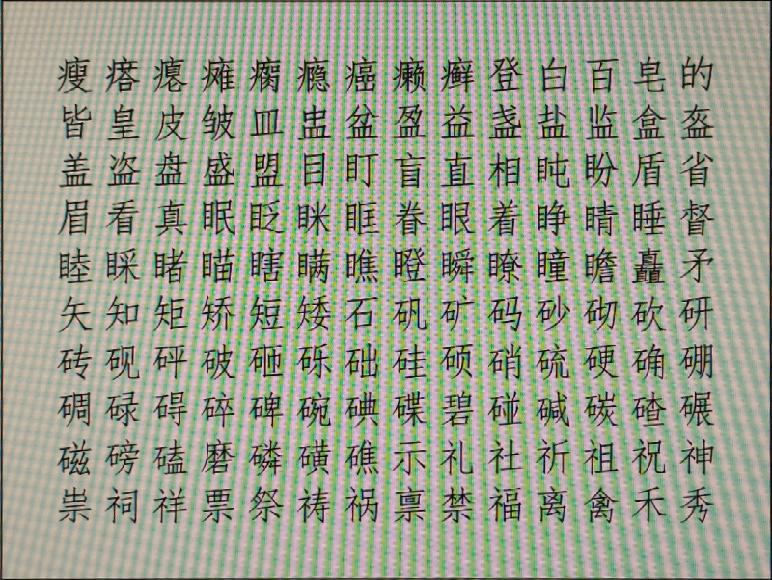 瘦瘩瘪瘫瘸瘾癌癞癣登白百皂的
皆皇皮皱皿盅盆盈益盏盐监盒盔
盖盗盘盛盟目盯盲直相盹盼盾省
眉看真眠眨眯眶眷眼着睁睛睡督
睦睬睹瞄瞎瞒瞧瞪瞬瞭瞳瞻矗矛
矢知矩矫短矮石矾矿码砂砌砍研
砖砚砰破砸砾础硅硕硝硫硬确硼
碉碌碍碎碑碗碘碟碧碰碱碳碴碾
磁磅磕磨磷磺礁示礼社祈祖祝神
祟祠祥票祭祷祸禀禁福离禽禾秀